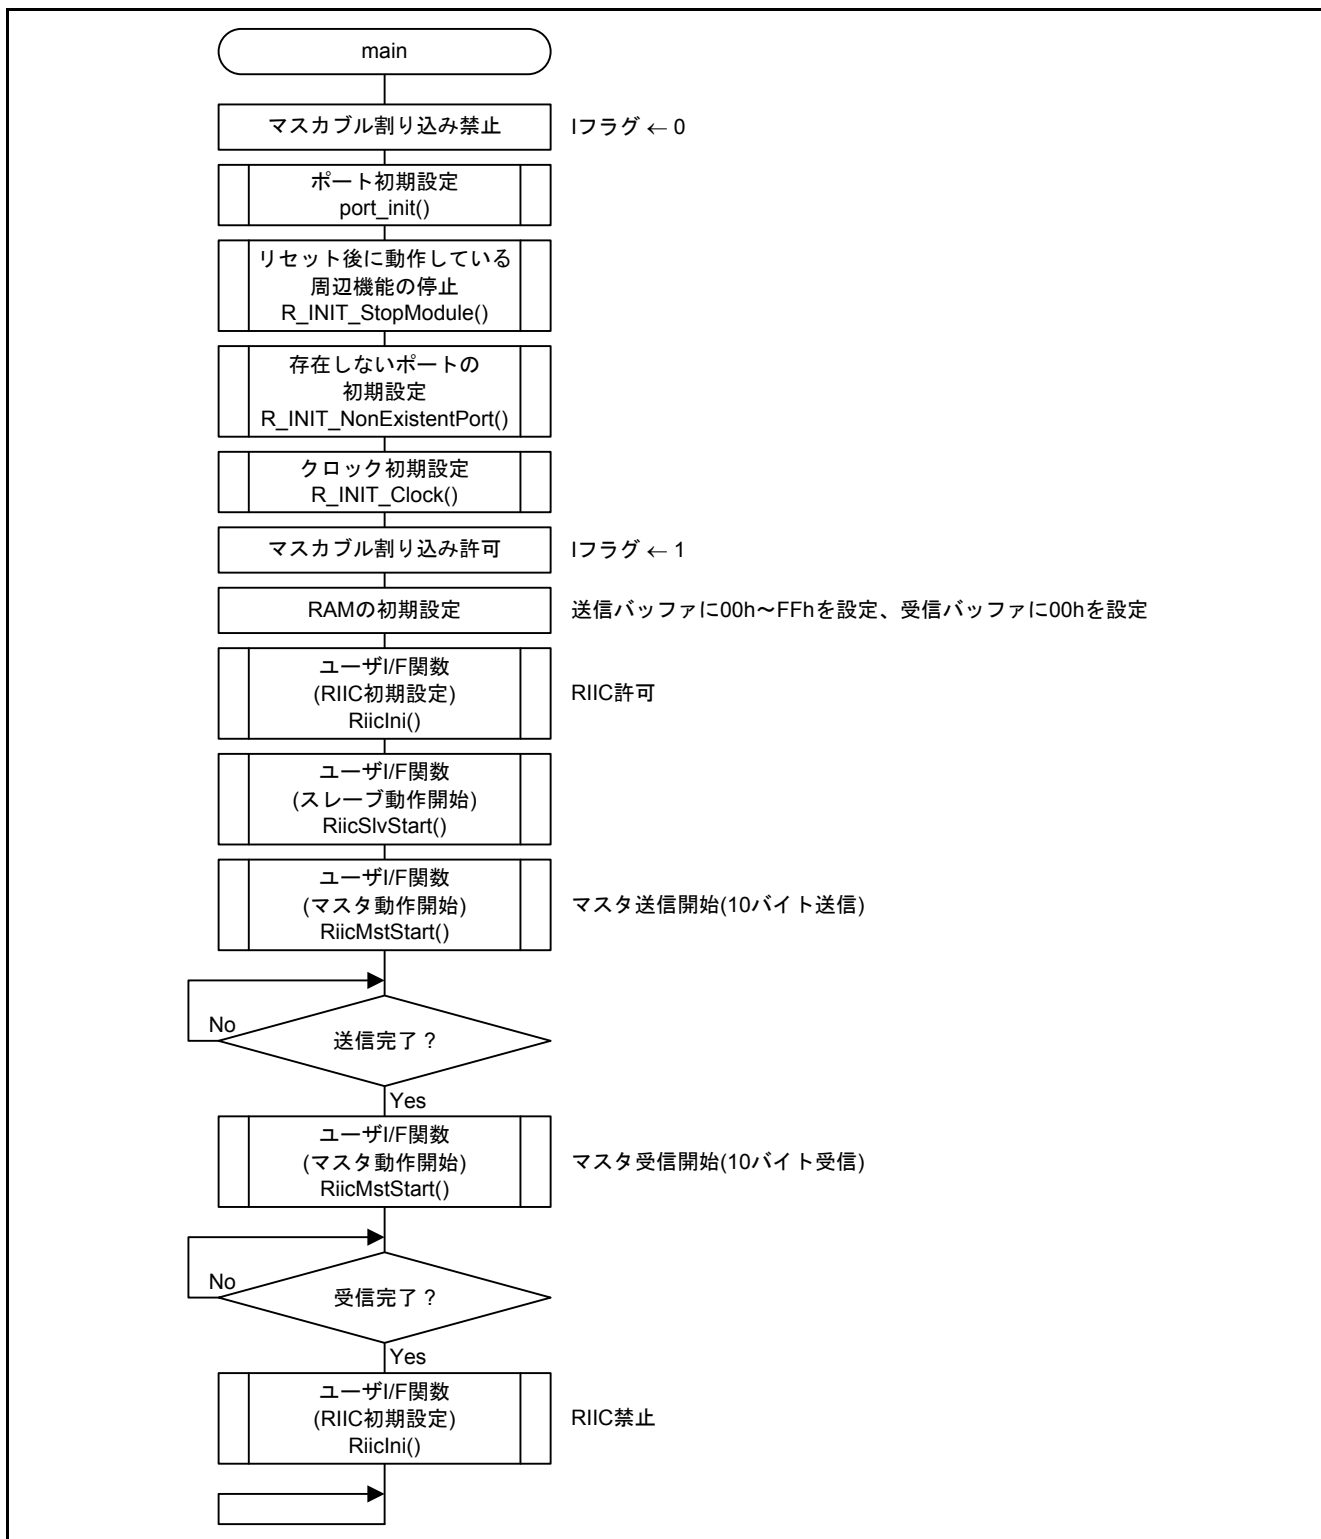 main
マスカブル割り込み禁止
Iフラグ ← 0
ポート初期設定
port_init()
リセット後に動作している
周辺機能の停止
R_INIT_StopModule()
存在しないポートの
初期設定
R_INIT_NonExistentPort()
クロック初期設定
R_INIT_Clock()
マスカブル割り込み許可
Iフラグ ← 1
RAMの初期設定
送信バッファに00h～FFhを設定、受信バッファに00hを設定
ユーザI/F関数
(RIIC初期設定)
RiicIni()
RIIC許可
ユーザI/F関数
(スレーブ動作開始)
RiicSlvStart()
ユーザI/F関数
(マスタ動作開始)
RiicMstStart()
マスタ送信開始(10バイト送信)
No
送信完了？
Yes
ユーザI/F関数
(マスタ動作開始)
RiicMstStart()
マスタ受信開始(10バイト受信)
No
受信完了？
Yes
ユーザI/F関数
(RIIC初期設定)
RiicIni()
RIIC禁止